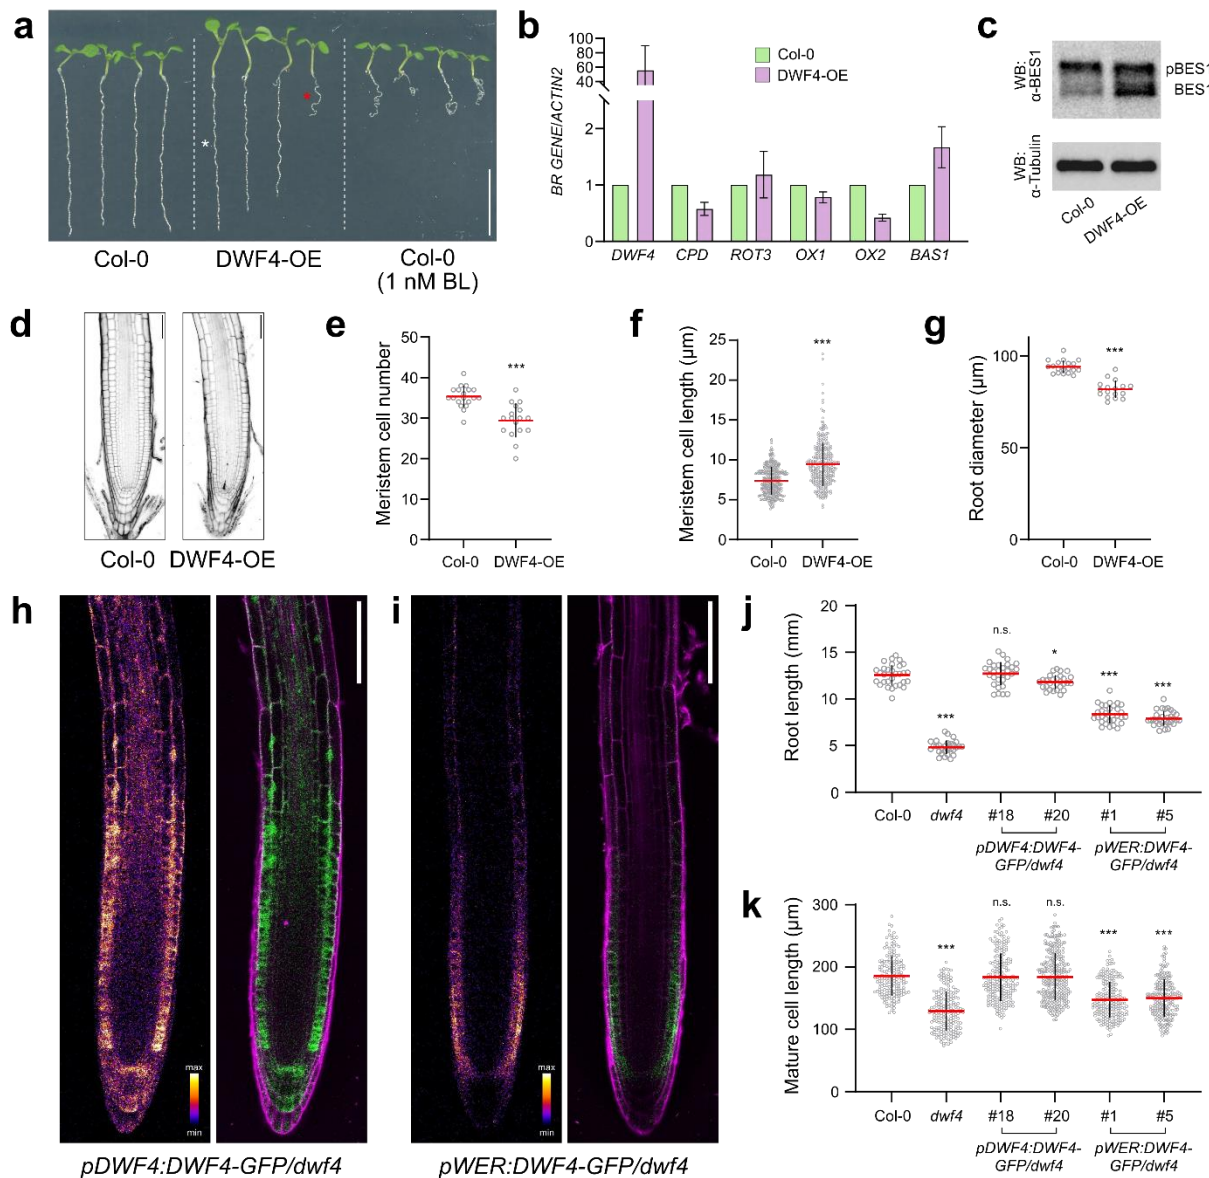 a
*
*
Col-0
DWF4-OE
Col-0
(1 nM BL)
b
BR GENE/ACTIN2
100
80
60
40
2
1
0
Col-0
DWF4-OE
DWF4 CPD ROT3 OX1 OX2 BAS1
c
WB:
α-BES1
pBES1
BES1
WB:
α-Tubulin
Col-0
DWF4-OE
d
Col-0 DWF4-OE
e
Meristem cell number
50
40
30
20
10
0
***
Col-0 DWF4-OE
f
Meristem cell length (μm)
25
20
15
10
5
0
***
Col-0 DWF4-OE
g
Root diameter (μm)
100
50
0
***
Col-0 DWF4-OE
h
max
min
pDWF4:DWF4-GFP/dwf4
i
max
min
pWER:DWF4-GFP/dwf4
j
Root length (mm)
20
15
10
5
0
***
n.s.
*
***
***
Col-0 dwf4 #18 #20 #1 #5
pDWF4:DWF4- pWER:DWF4-
GFP/dwf4 GFP/dwf4
k
Mature cell length (μm)
300
200
100
0
***
n.s.
n.s.
***
***
Col-0 dwf4 #18 #20 #1 #5
pDWF4:DWF4- pWER:DWF4-
GFP/dwf4 GFP/dwf4